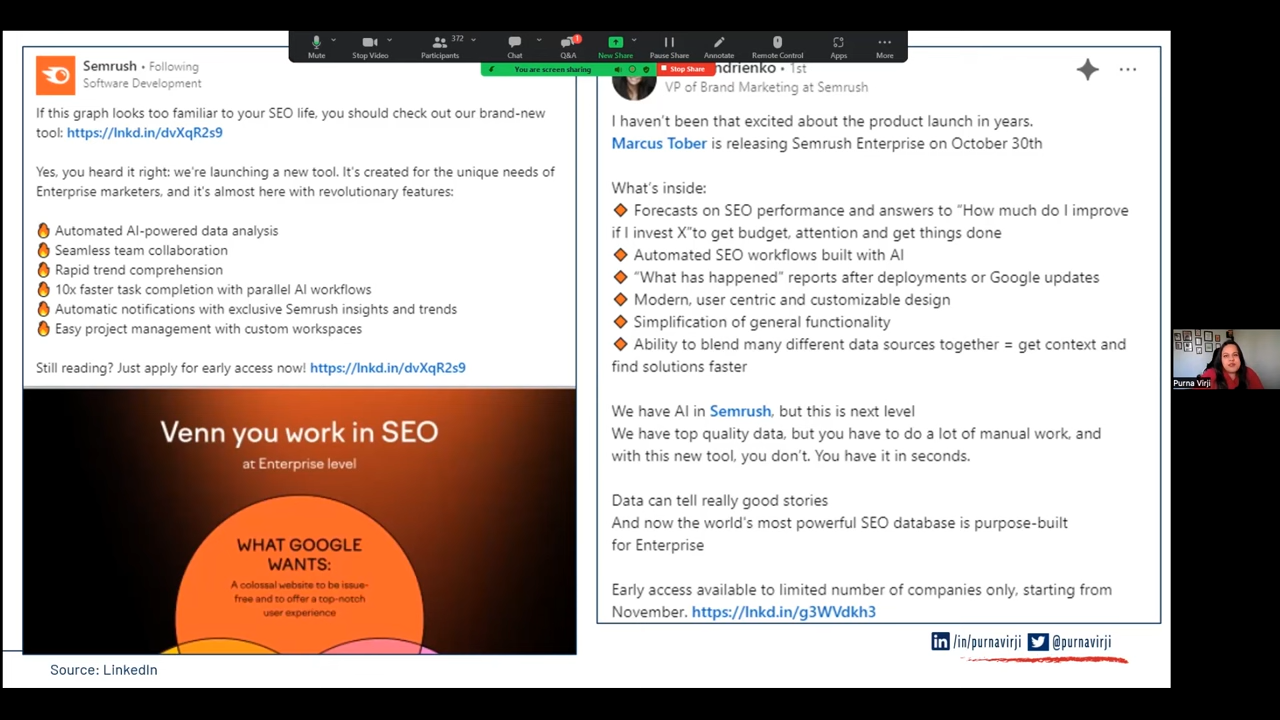 Mute
Stop Video
372
Participants
Chat
1
Q&A
New Share
Pause Share
Annotate
Remote Control
Apps
More
You are screen sharing
Stop Share
Semrush • Following
Software Development
If this graph looks too familiar to your SEO life, you should check out our brand-new
tool: https://lnkd.in/dvXqR2s9
Yes, you heard it right: we're launching a new tool. It's created for the unique needs of
Enterprise marketers, and it's almost here with revolutionary features:
🔥 Automated AI-powered data analysis
🔥 Seamless team collaboration
🔥 Rapid trend comprehension
🔥 10x faster task completion with parallel AI workflows
🔥 Automatic notifications with exclusive Semrush insights and trends
🔥 Easy project management with custom workspaces
Still reading? Just apply for early access now! https://lnkd.in/dvXqR2s9
Venn you work in SEO
at Enterprise level
WHAT GOOGLE
WANTS:
A colossal website to be issue-
free and to offer a top-notch
user experience
Source: LinkedIn
ndrienko • 1st
VP of Brand Marketing at Semrush
I haven't been that excited about the product launch in years.
Marcus Tober is releasing Semrush Enterprise on October 30th
What's inside:
🔶 Forecasts on SEO performance and answers to "How much do I improve
if I invest X"to get budget, attention and get things done
🔶 Automated SEO workflows built with AI
🔶 "What has happened" reports after deployments or Google updates
🔶 Modern, user centric and customizable design
🔶 Simplification of general functionality
🔶 Ability to blend many different data sources together = get context and
find solutions faster
We have AI in Semrush, but this is next level
We have top quality data, but you have to do a lot of manual work, and
with this new tool, you don't. You have it in seconds.
Data can tell really good stories
And now the world's most powerful SEO database is purpose-built
for Enterprise
Early access available to limited number of companies only, starting from
November. https://lnkd.in/g3WVdkh3
in /in/purnavirji @purnavirji
Purna Virji